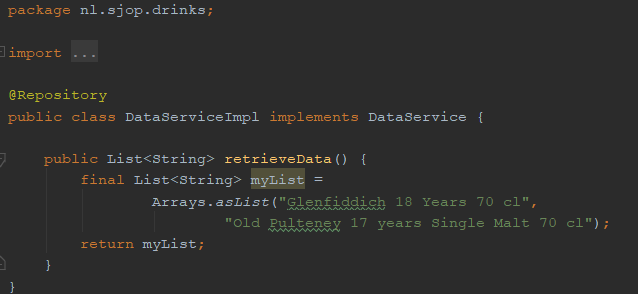 package nl.sjop.drinks;
import ...
@Repository
public class DataServiceImpl implements DataService {
public List<String> retrieveData() {
final List<String> myList =
Arrays.asList("Glenfiddich 18 Years 70 cl",
"Old Pulteney 17 years Single Malt 70 cl");
return myList;
}
}